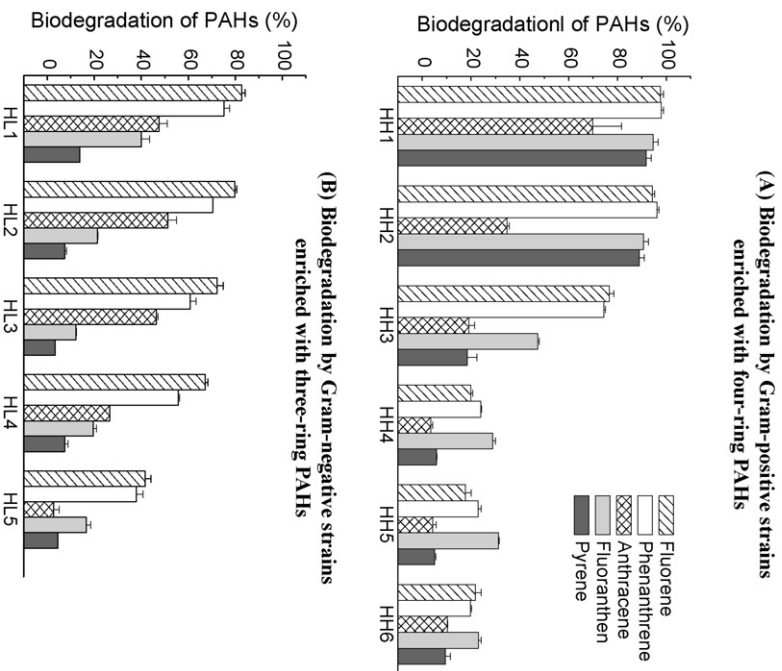 (A) Biodegradation by Gram-positive strains
enriched with four-ring PAHs
Fluorene
Phenanthrene
Anthracene
Fluoranthen
Pyrene
Biodegradationl of PAHs (%)
100
80
60
40
20
0
HH1
HH2
HH3
HH4
HH5
HH6
(B) Biodegradation by Gram-negative strains
enriched with three-ring PAHs
Biodegradation of PAHs (%)
100
80
60
40
20
0
HL1
HL2
HL3
HL4
HL5